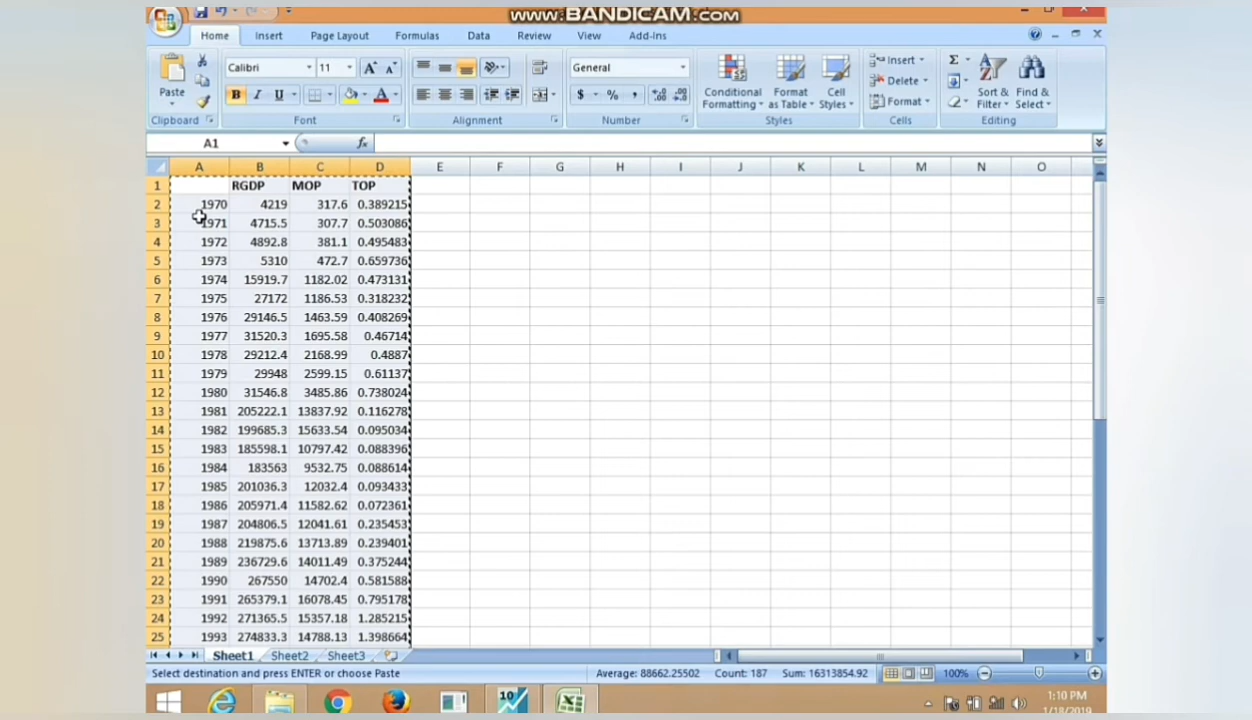 www.BANDICAM.com
Home Insert Page Layout Formulas Data Review View Add-Ins
Calibri 11 General Insert Σ
Delete
Paste B I U $ % , Conditional Format Cell Format Sort & Find &
Formatting as Table Styles Filter Select
Clipboard Font Alignment Number Styles Cells Editing
A1 fx
A B C D E F G H I J K L M N O
1 RGDP MOP TOP
2 1970 4219 317.6 0.389215
3 1971 4715.5 307.7 0.503086
4 1972 4892.8 381.1 0.495483
5 1973 5310 472.7 0.659736
6 1974 15919.7 1182.02 0.473131
7 1975 27172 1186.53 0.318232
8 1976 29146.5 1463.59 0.408269
9 1977 31520.3 1695.58 0.46714
10 1978 29212.4 2168.99 0.4887
11 1979 29948 2599.15 0.61137
12 1980 31546.8 3485.86 0.738024
13 1981 205222.1 13837.92 0.116278
14 1982 199685.3 15633.54 0.095034
15 1983 185598.1 10797.42 0.088396
16 1984 183563 9532.75 0.088614
17 1985 201036.3 12032.4 0.093433
18 1986 205971.4 11582.62 0.072361
19 1987 204806.5 12041.61 0.235453
20 1988 219875.6 13713.89 0.239401
21 1989 236729.6 14011.49 0.375244
22 1990 267550 14702.4 0.581588
23 1991 265379.1 16078.45 0.795178
24 1992 271365.5 15357.18 1.285215
25 1993 274833.3 14788.13 1.398664
Sheet1 Sheet2 Sheet3
Select destination and press ENTER or choose Paste Average: 88662.25502 Count: 187 Sum: 16313854.92 100%
10 1:10 PM
1/18/2019